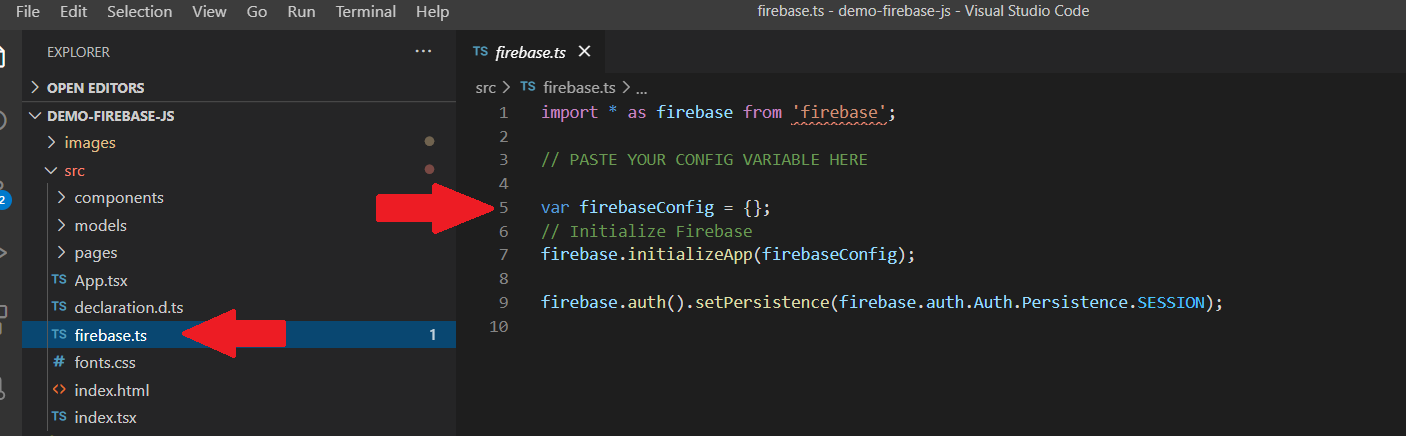 File Edit Selection View Go Run Terminal Help firebase.ts - demo-firebase-js - Visual Studio Code
EXPLORER ...
OPEN EDITORS
DEMO-FIREBASE-JS
images
src
components
models
pages
TS App.tsx
TS declaration.d.ts
TS firebase.ts 1
# fonts.css
<> index.html
TS index.tsx
2
TS firebase.ts ×
src > TS firebase.ts > ...
1 import * as firebase from 'firebase';
2
3 // PASTE YOUR CONFIG VARIABLE HERE
4
5 var firebaseConfig = {};
6 // Initialize Firebase
7 firebase.initializeApp(firebaseConfig);
8
9 firebase.auth().setPersistence(firebase.auth.Auth.Persistence.SESSION);
10